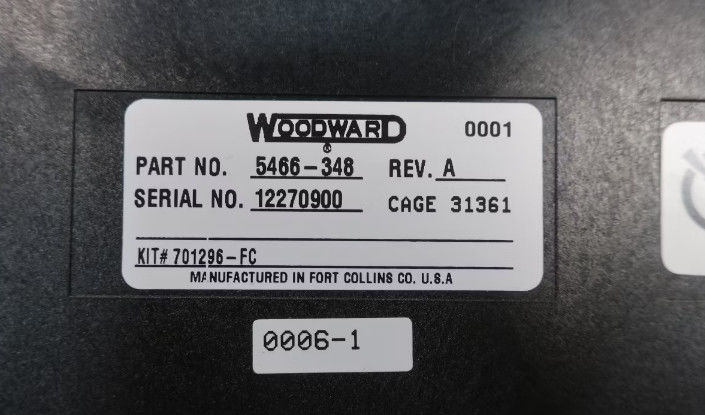 WOODWARD 0001
®
PART NO. 5466-348 REV. A
SERIAL NO. 12270900 CAGE 31361
KIT# 701296-FC
MANUFACTURED IN FORT COLLINS CO. U.S.A
0006-1